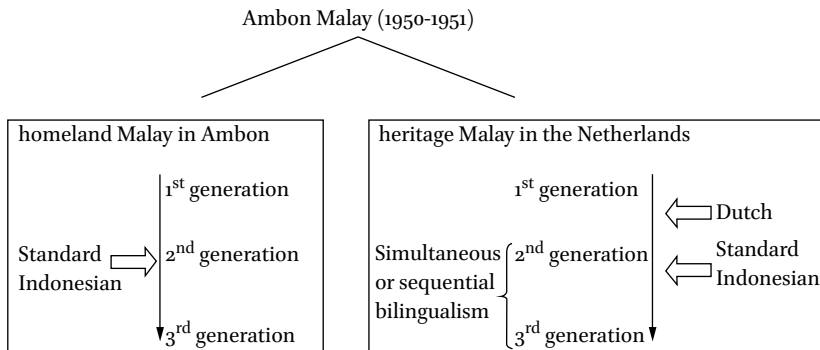 Ambon Malay (1950-1951)
homeland Malay in Ambon
1st generation
Standard
Indonesian
2nd generation
3rd generation
heritage Malay in the Netherlands
1st generation
Dutch
Simultaneous
or sequential
bilingualism
2nd generation
Standard
Indonesian
3rd generation